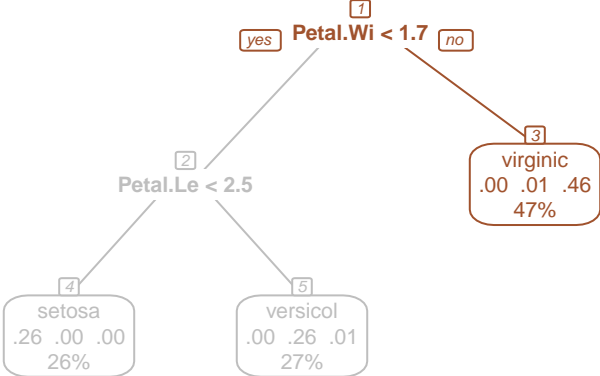 1
yes Petal.Wi < 1.7 no
2
Petal.Le < 2.5
3
virginic
.00 .01 .46
47%
4
setosa
.26 .00 .00
26%
5
versicol
.00 .26 .01
27%